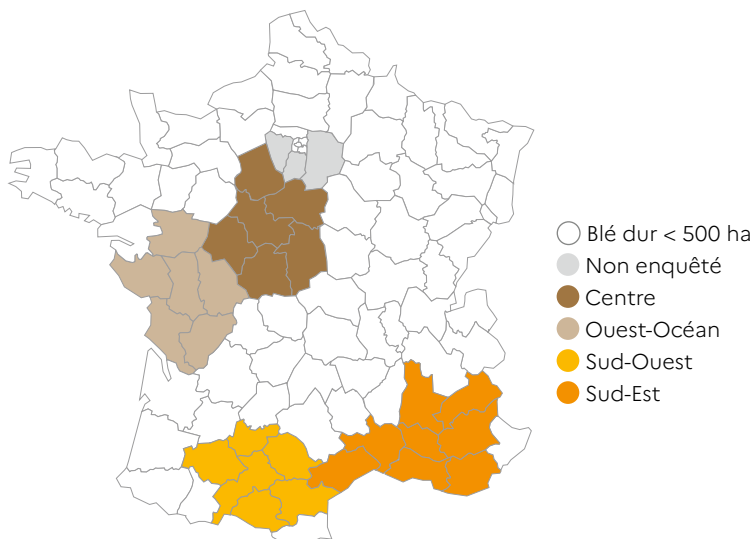 Blé dur < 500 ha
Non enquêté
Centre
Ouest-Océan
Sud-Ouest
Sud-Est